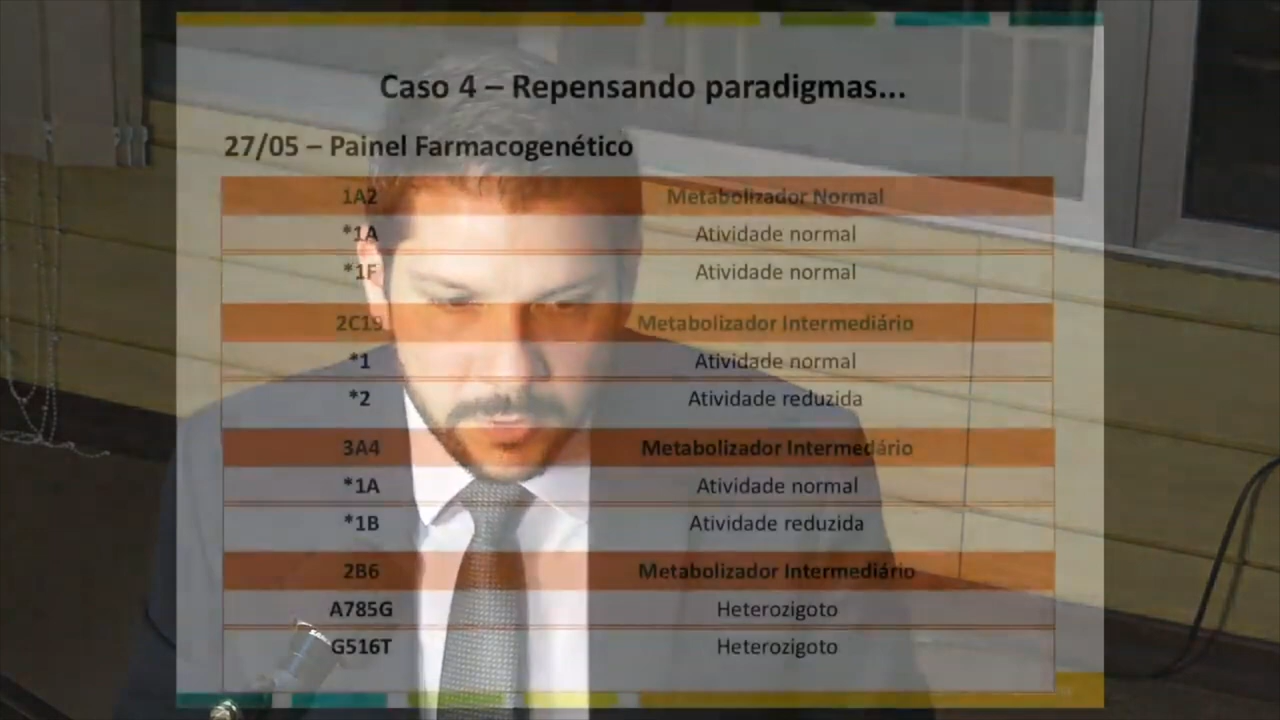 Caso 4 – Repensando paradigmas...
27/05 – Painel Farmacogenético
1A2 Metabolizador Normal
*1A Atividade normal
*1F Atividade normal
2C19 Metabolizador Intermediário
*1 Atividade normal
*2 Atividade reduzida
3A4 Metabolizador Intermedário
*1A Atividade normal
*1B Atividade reduzida
2B6 Metabolizador Intermediário
A785G Heterozigoto
G516T Heterozigoto